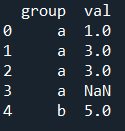 group val
0 a 1.0
1 a 3.0
2 a 3.0
3 a NaN
4 b 5.0